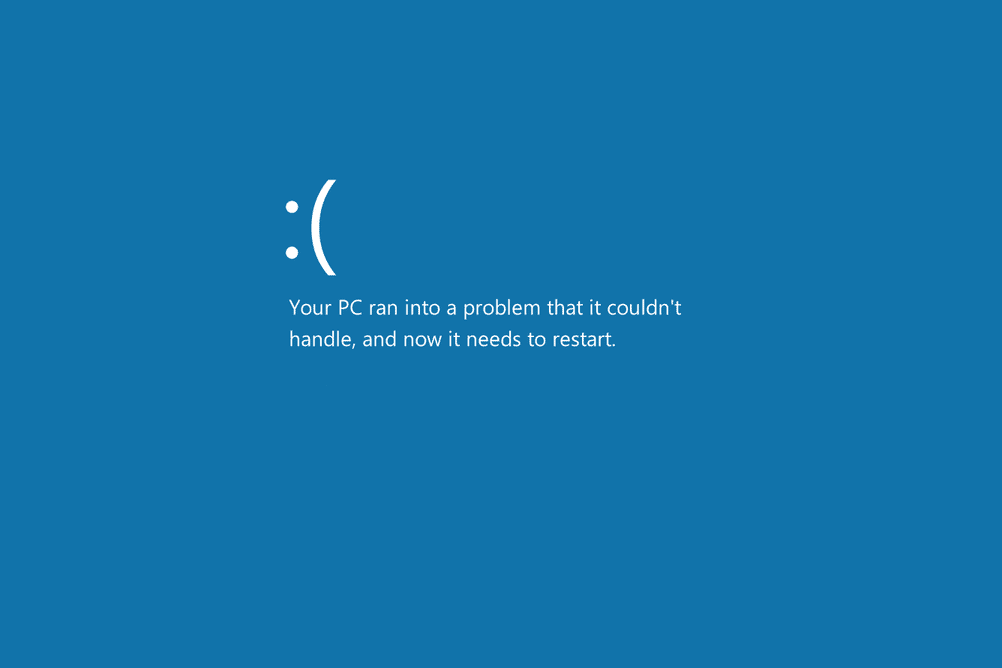 :(
Your PC ran into a problem that it couldn't
handle, and now it needs to restart.